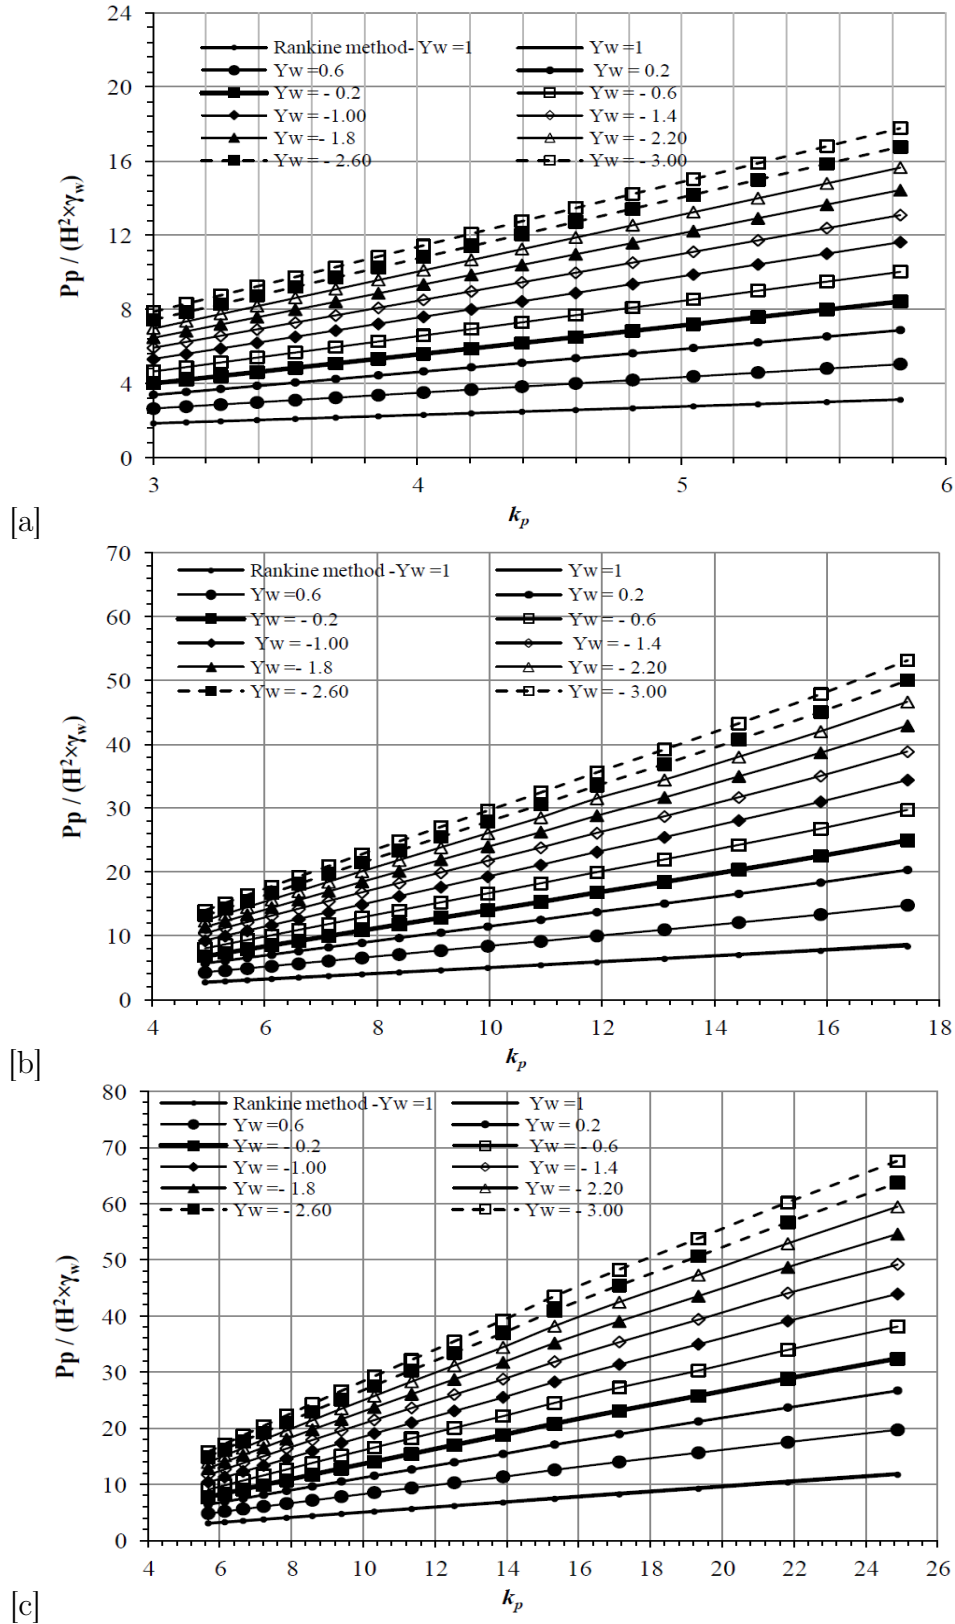 24
20
16
12
8
4
0
Pp / (H²×γw)
Rankine method- Yw =1
Yw =1
Yw =0.6
Yw = 0.2
Yw = - 0.2
Yw = - 0.6
Yw = -1.00
Yw = - 1.4
Yw = - 1.8
Yw = - 2.20
Yw = - 2.60
Yw = - 3.00
3 4 5 6
kp
[a]
70
60
50
40
30
20
10
0
Pp / (H²×γw)
Rankine method -Yw =1
Yw =1
Yw =0.6
Yw = 0.2
Yw = - 0.2
Yw = - 0.6
Yw = -1.00
Yw = - 1.4
Yw = - 1.8
Yw = - 2.20
Yw = - 2.60
Yw = - 3.00
4 6 8 10 12 14 16 18
kp
[b]
80
70
60
50
40
30
20
10
0
Pp / (H²×γw)
Rankine method -Yw =1
Yw =1
Yw =0.6
Yw = 0.2
Yw = - 0.2
Yw = - 0.6
Yw = -1.00
Yw = - 1.4
Yw = - 1.8
Yw = - 2.20
Yw = - 2.60
Yw = - 3.00
4 6 8 10 12 14 16 18 20 22 24 26
kp
[c]